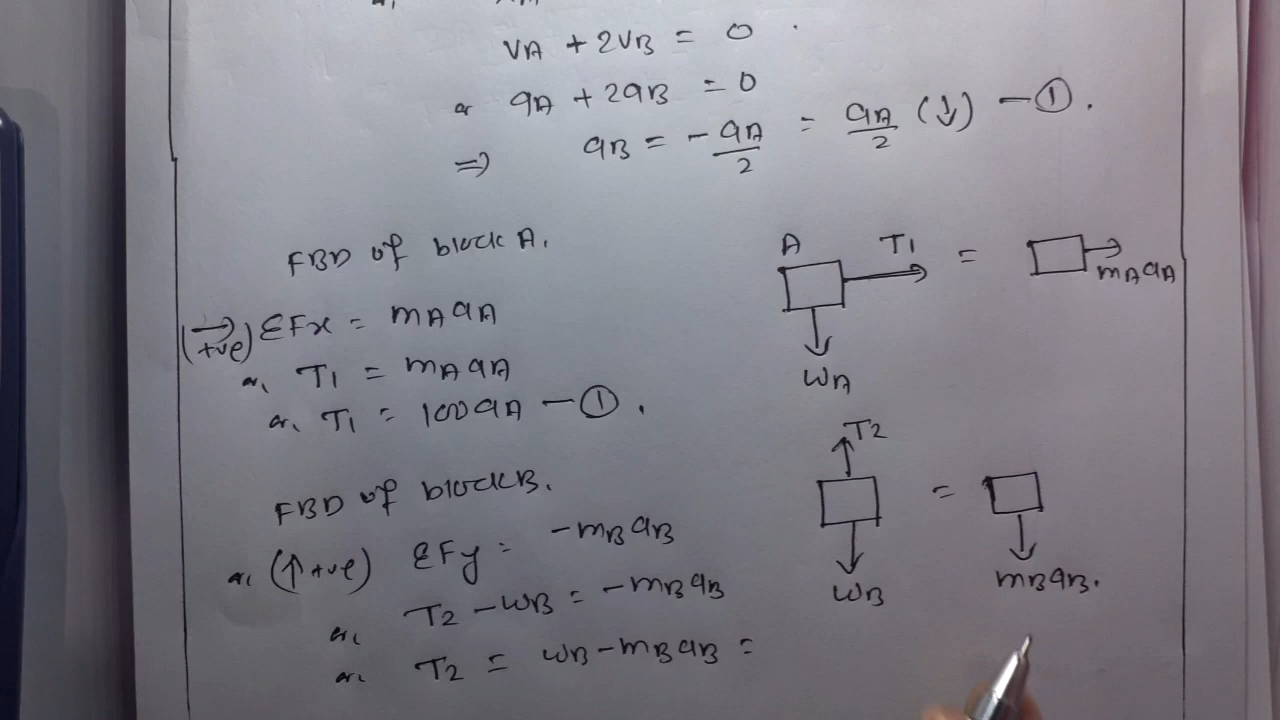 VA + 2VB = 0
or aA + 2aB = 0
=> aB = -aA/2 = aA/2 (↓) - ①.
FBD of block A.
(→ +ve) ΣFx = mAaA
or, T1 = mAaA
or, T1 = 100aA - ①.
A T1 = mAaA
WA
FBD of block B.
or, (↑ +ve) ΣFy = -mBaB
or, T2 - WB = -mBaB
or, T2 = WB - mBaB =
T2
=
WB mBaB.